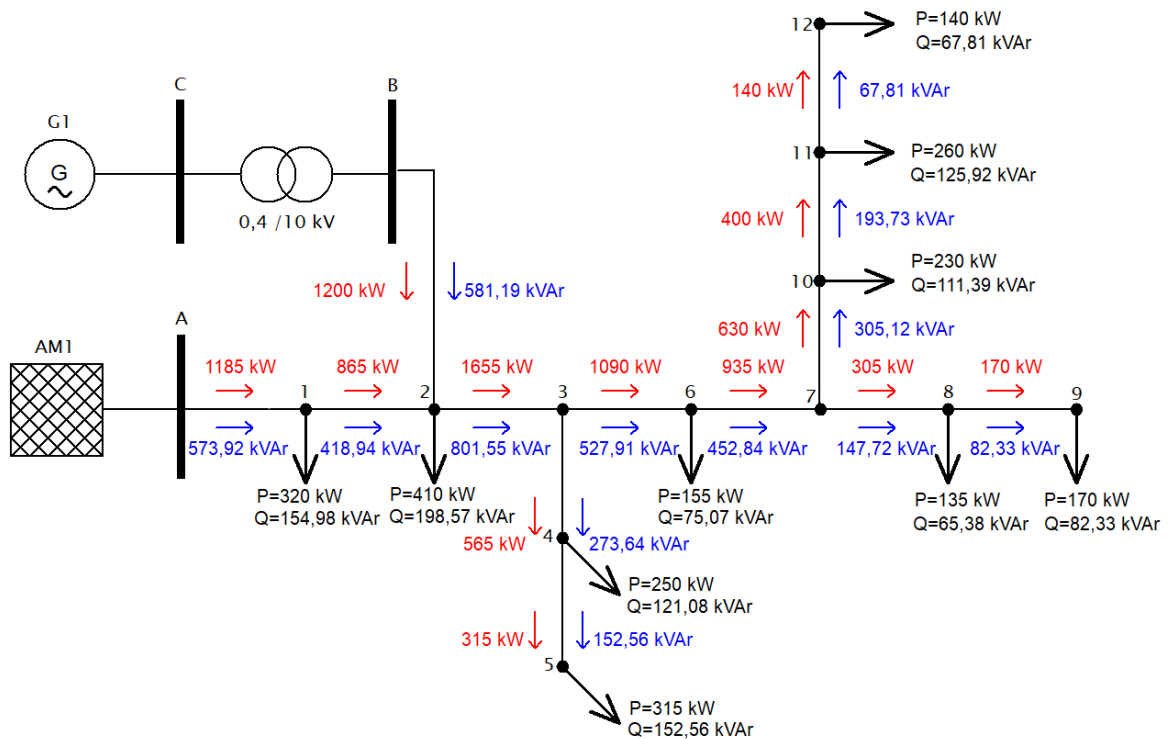 12
P=140 kW
Q=67,81 kVAr
C
B
140 kW
67,81 kVAr
G1
11
P=260 kW
Q=125,92 kVAr
G
0,4 /10 kV
400 kW
193,73 kVAr
P=230 kW
Q=111,39 kVAr
10
1200 kW
581,19 kVAr
630 kW
305,12 kVAr
A
AM1
1185 kW
865 kW
1655 kW
1090 kW
935 kW
305 kW
170 kW
1
2
3
6
7
8
9
573,92 kVAr
418,94 kVAr
801,55 kVAr
527,91 kVAr
452,84 kVAr
147,72 kVAr
82,33 kVAr
P=320 kW
Q=154,98 kVAr
P=410 kW
Q=198,57 kVAr
P=155 kW
Q=75,07 kVAr
P=135 kW
Q=65,38 kVAr
P=170 kW
Q=82,33 kVAr
565 kW
4
273,64 kVAr
P=250 kW
Q=121,08 kVAr
315 kW
152,56 kVAr
5
P=315 kW
Q=152,56 kVAr